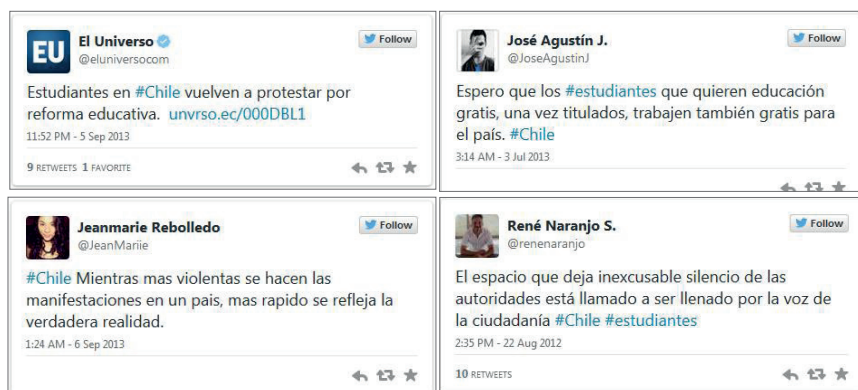 EU
El Universo
@eluniversocom
Follow
Estudiantes en #Chile vuelven a protestar por
reforma educativa. unvrso.ec/000DBL1
11:52 PM - 5 Sep 2013
9 RETWEETS 1 FAVORITE
José Agustín J.
@JoseAgustinJ
Follow
Espero que los #estudiantes que quieren educación
gratis, una vez titulados, trabajen también gratis para
el país. #Chile
3:14 AM - 3 Jul 2013
Jeanmarie Rebolledo
@JeanMariie
Follow
#Chile Mientras mas violentas se hacen las
manifestaciones en un pais, mas rapido se refleja la
verdadera realidad.
1:24 AM - 6 Sep 2013
René Naranjo S.
@renenaranjo
Follow
El espacio que deja inexcusable silencio de las
autoridades está llamado a ser llenado por la voz de
la ciudadanía #Chile #estudiantes
2:35 PM - 22 Aug 2012
10 RETWEETS